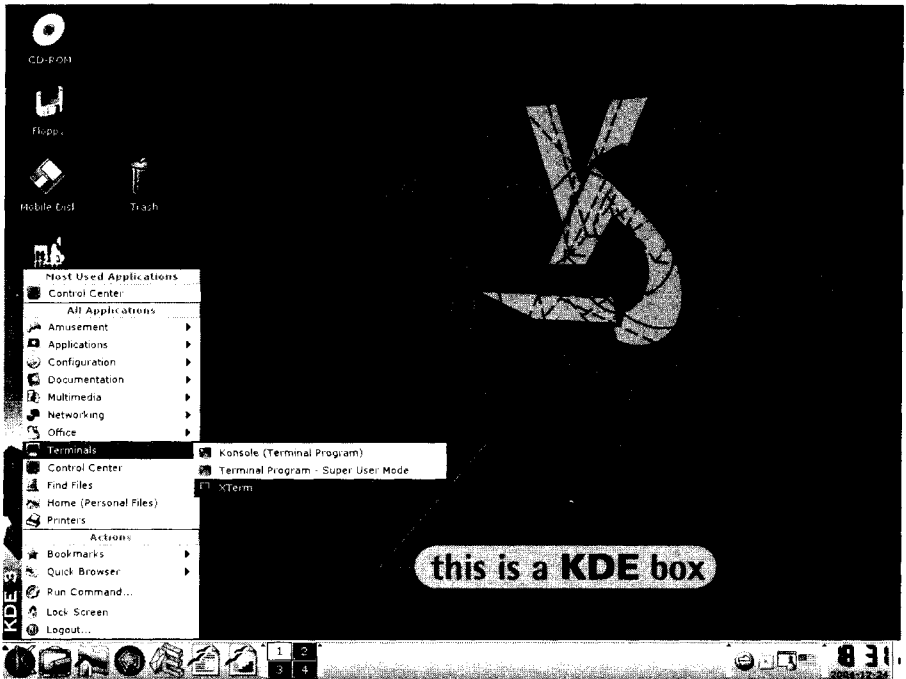 CD-ROM
Floppy
Mobile Disk
Trash
Most Used Applications
Control Center
All Applications
Amusement
Applications
Configuration
Documentation
Multimedia
Networking
Office
Terminals
Konsole (Terminal Program)
Terminal Program - Super User Mode
XTerm
Control Center
Find Files
Home (Personal Files)
Printers
Actions
Bookmarks
Quick Browser
Run Command...
Lock Screen
Logout...
KDE 3
this is a KDE box
1 2
3 4